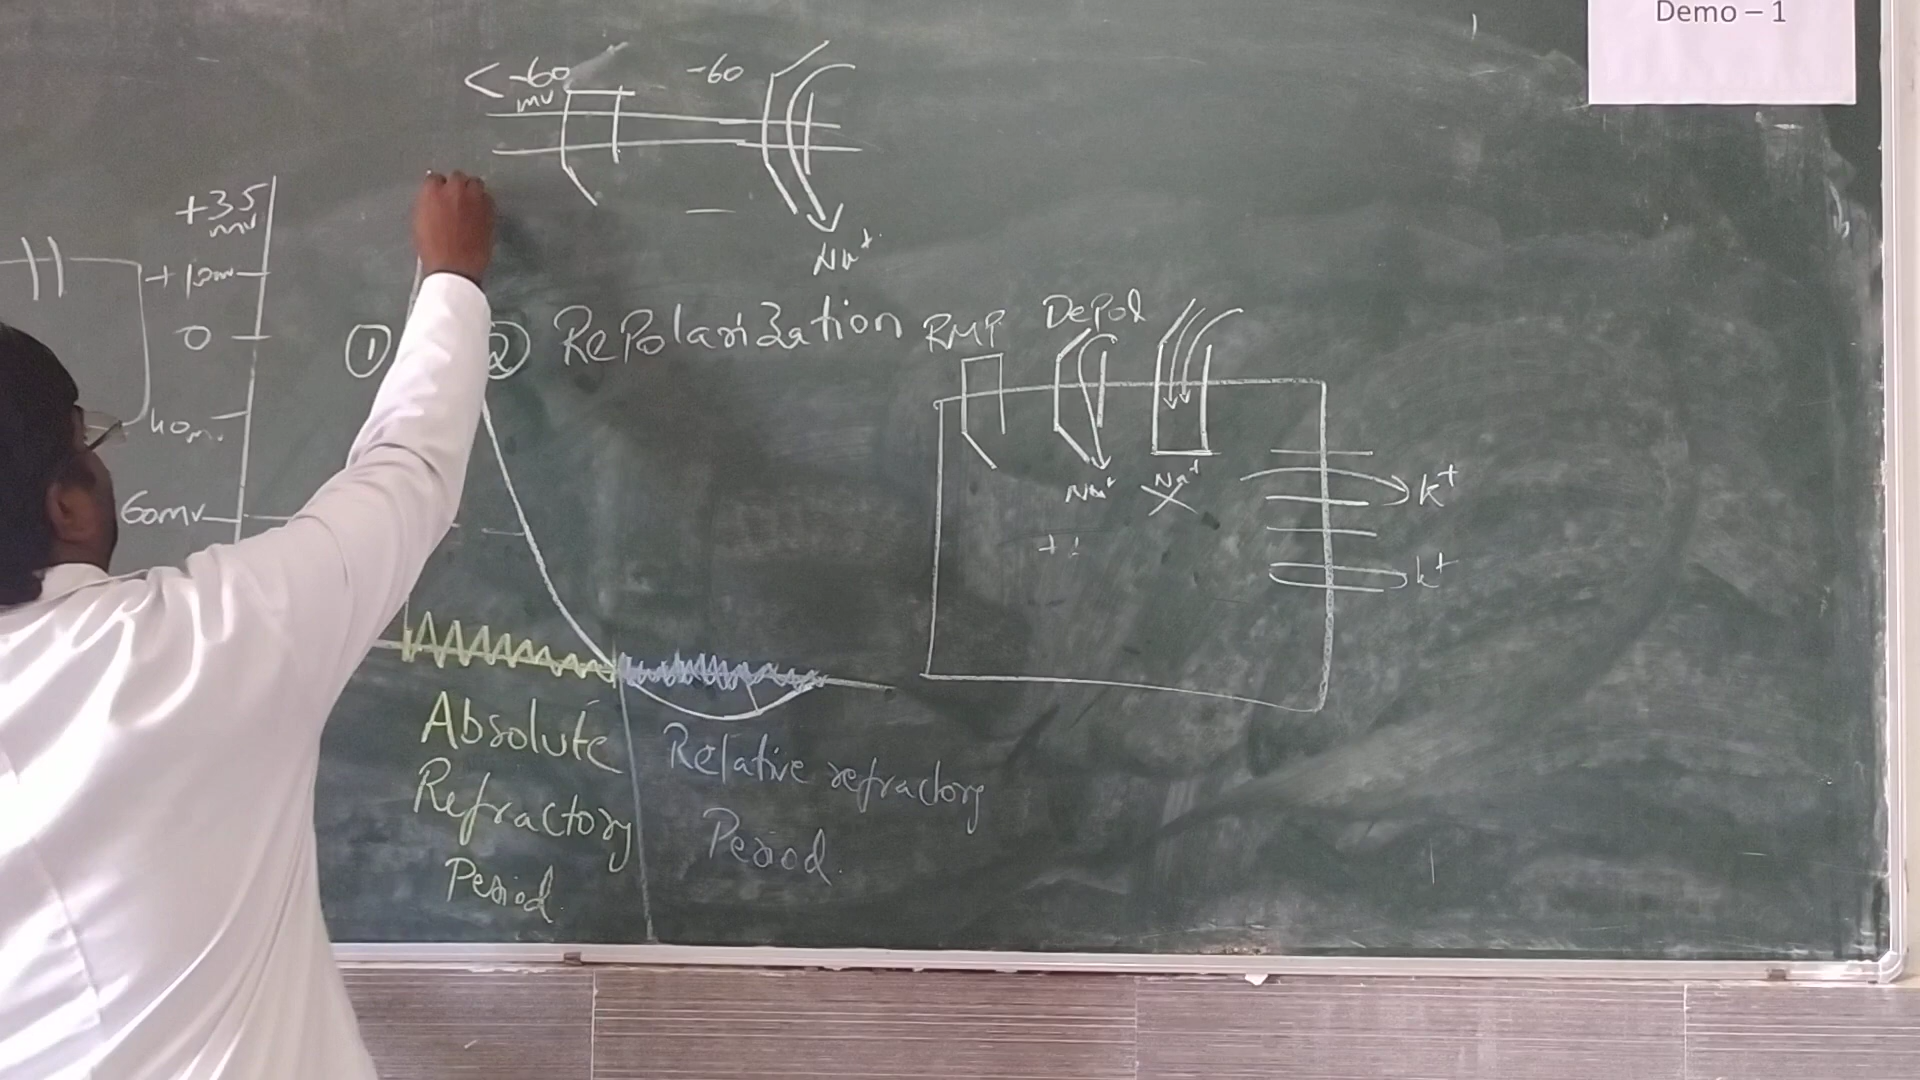 Demo – 1
< -60
mv
-60
Na+
+35
mv
+10mv
0
40m
60mv
① ② RePolarization
RMP
Depol
Na+
Na+
K+
K+
Absolute
Refractory
Period
Relative refractory
Period.